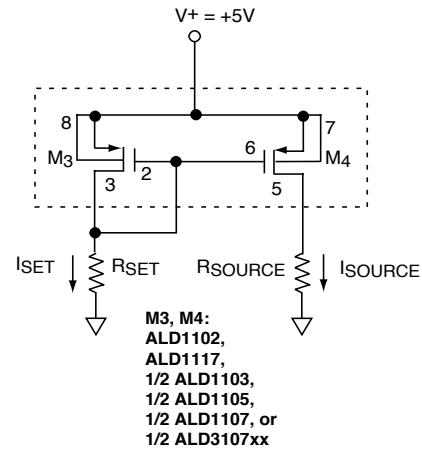 V+ = +5V
8
7
M3
3
2
6
5
M4
ISET
RSET
RSOURCE
ISOURCE
M3, M4:
ALD1102,
ALD1117,
1/2 ALD1103,
1/2 ALD1105,
1/2 ALD1107, or
1/2 ALD3107xx